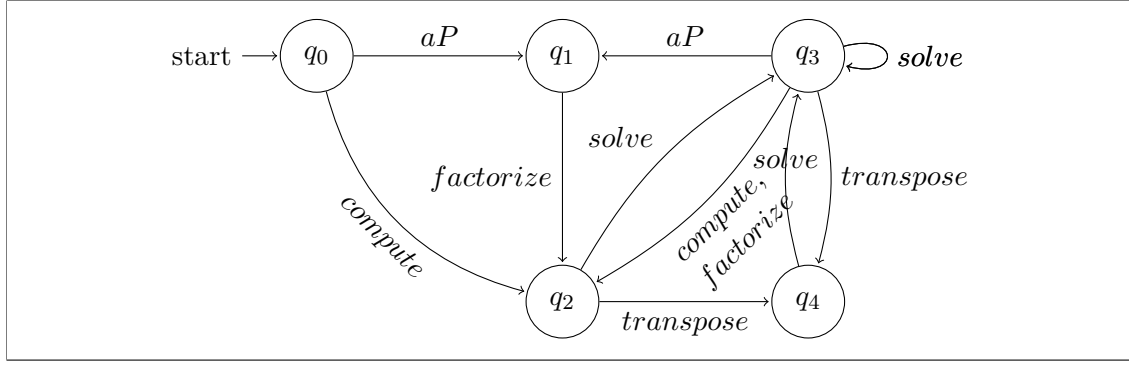 start
q0
aP
q1
aP
q3
solve
solve
factorize
solve
transpose
compute
compute,
factorize
q2
transpose
q4